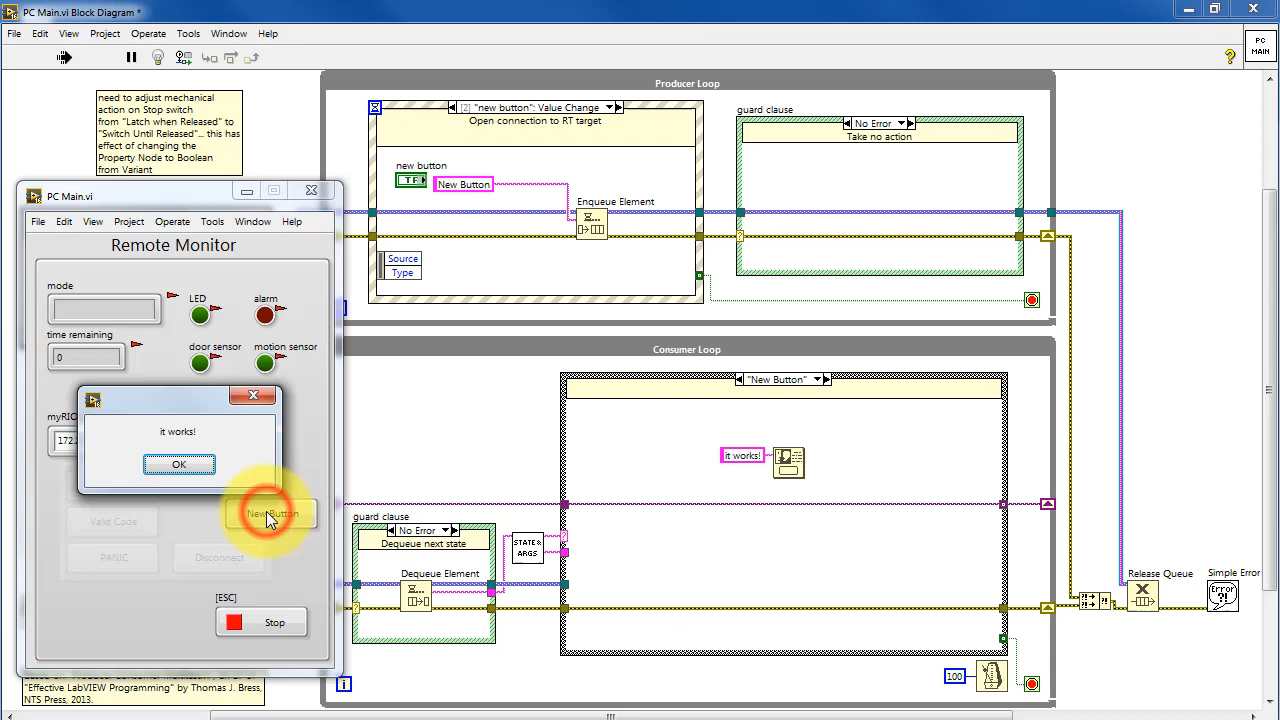 PC Main.vi Block Diagram *
File Edit View Project Operate Tools Window Help
PC
MAIN
need to adjust mechanical
action on Stop switch
from "Latch when Released" to
"Switch Until Released"... this has
effect of changing the
Property Node to Boolean
from Variant
Producer Loop
[2] "new button": Value Change
Open connection to RT target
new button
TF
New Button
Enqueue Element
Source
Type
guard clause
No Error
Take no action
PC Main.vi
File Edit View Project Operate Tools Window Help
Remote Monitor
mode
LED
alarm
time remaining
0
door sensor
motion sensor
it works!
OK
New Button
Valid Code
PANIC
Disconnect
[ESC]
Stop
Consumer Loop
"New Button"
it works!
guard clause
No Error
Dequeue next state
STATE &
ARGS
Dequeue Element
Release Queue
Simple Error
Error
100
i
"Effective LabVIEW Programming" by Thomas J. Bress,
NTS Press, 2013.